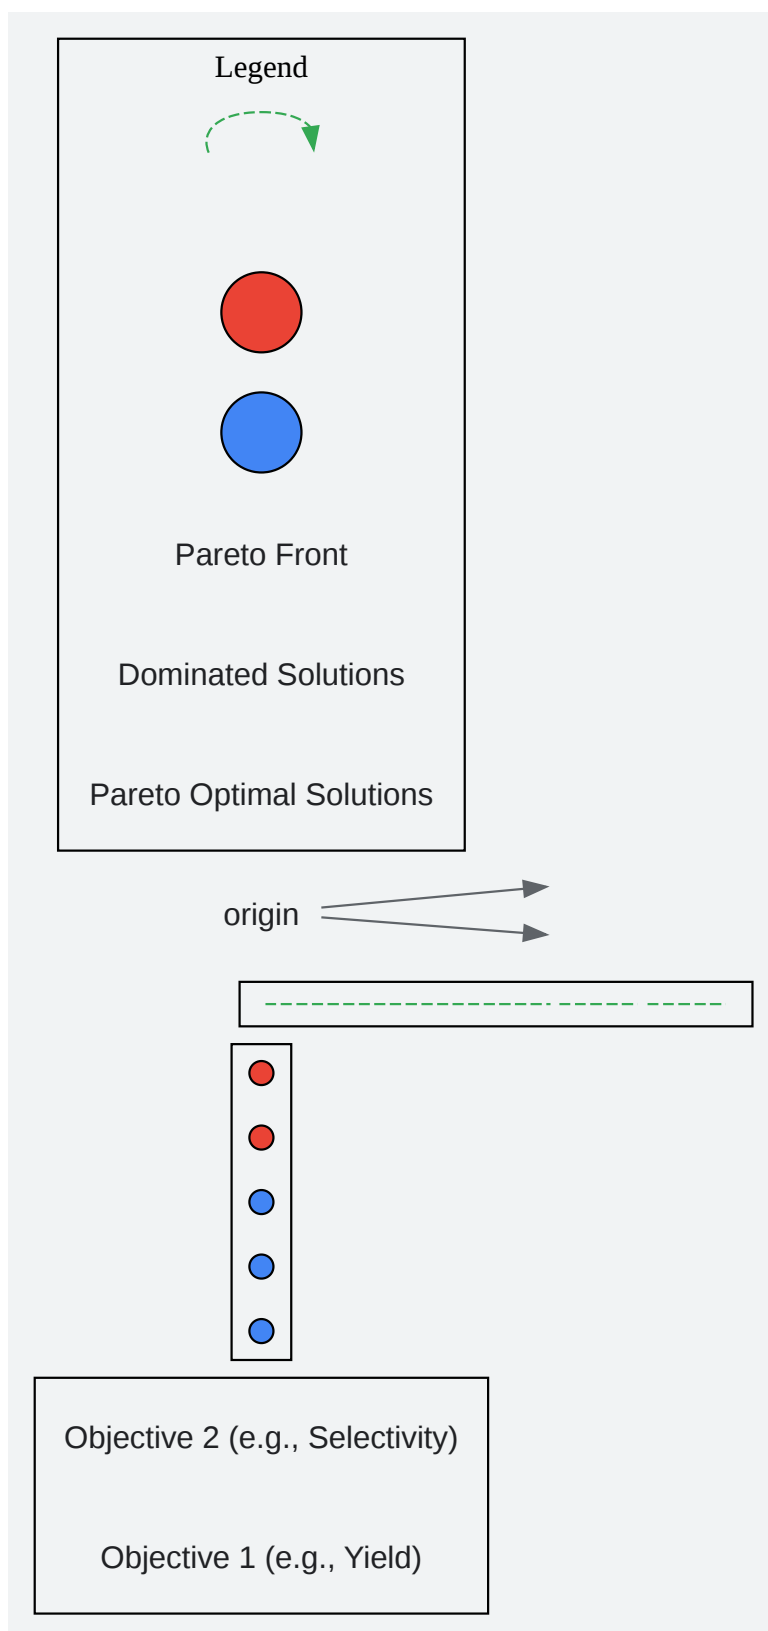 Legend
Pareto Front
Dominated Solutions
Pareto Optimal Solutions
origin
Objective 2 (e.g., Selectivity)
Objective 1 (e.g., Yield)